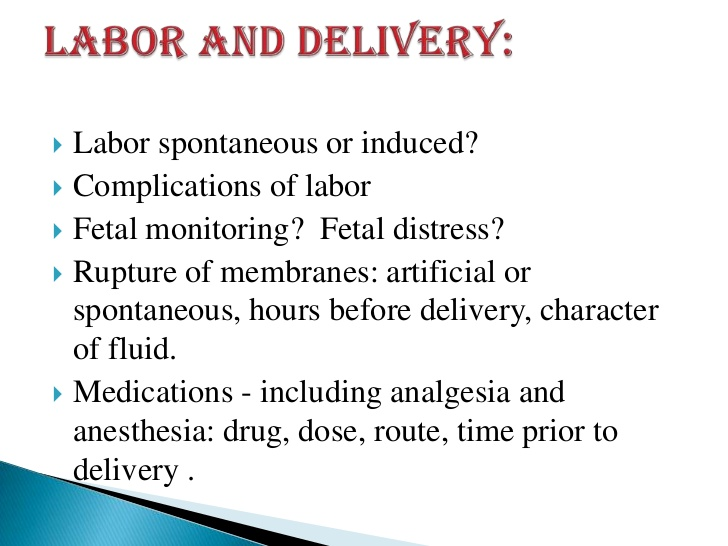 LABOR AND DELIVERY:
Labor spontaneous or induced?
Complications of labor
Fetal monitoring?  Fetal distress?
Rupture of membranes: artificial or
spontaneous, hours before delivery, character
of fluid.
Medications - including analgesia and
anesthesia: drug, dose, route, time prior to
delivery .